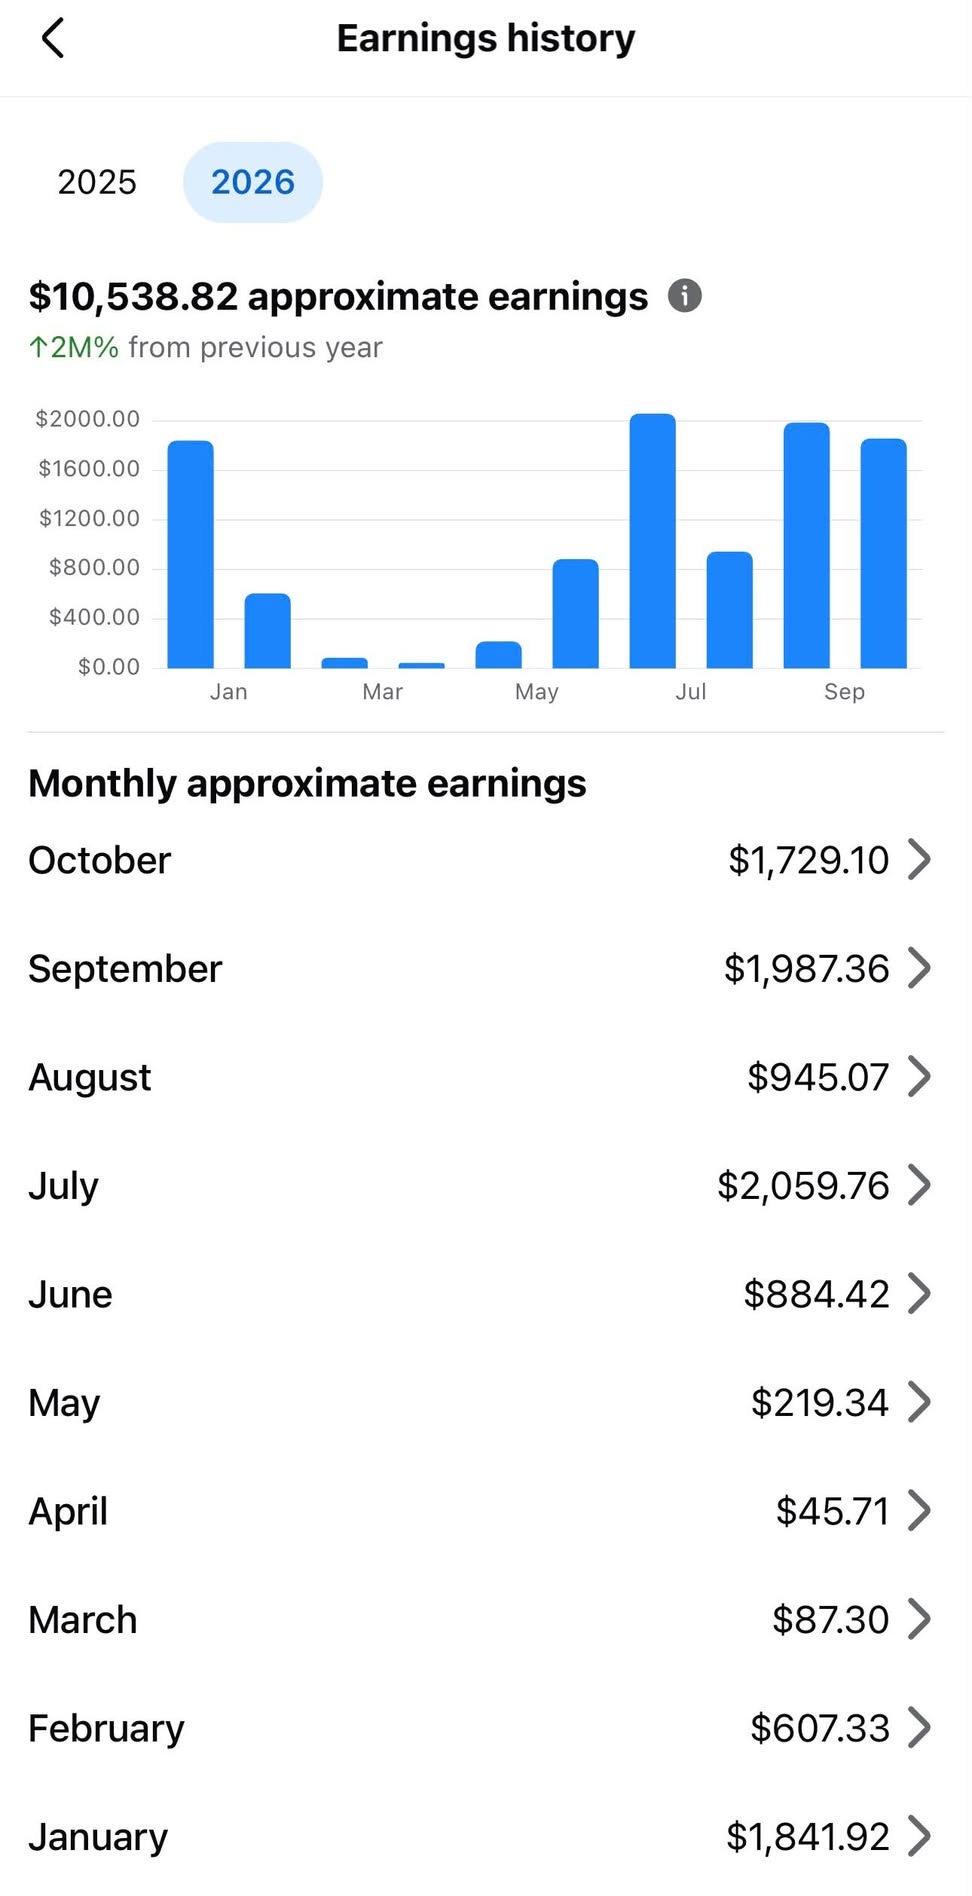 Earnings history
2025 2026
$10,538.82 approximate earnings
↑2M% from previous year
$2000.00
$1600.00
$1200.00
$800.00
$400.00
$0.00
Jan Mar May Jul Sep
Monthly approximate earnings
October $1,729.10
September $1,987.36
August $945.07
July $2,059.76
June $884.42
May $219.34
April $45.71
March $87.30
February $607.33
January $1,841.92